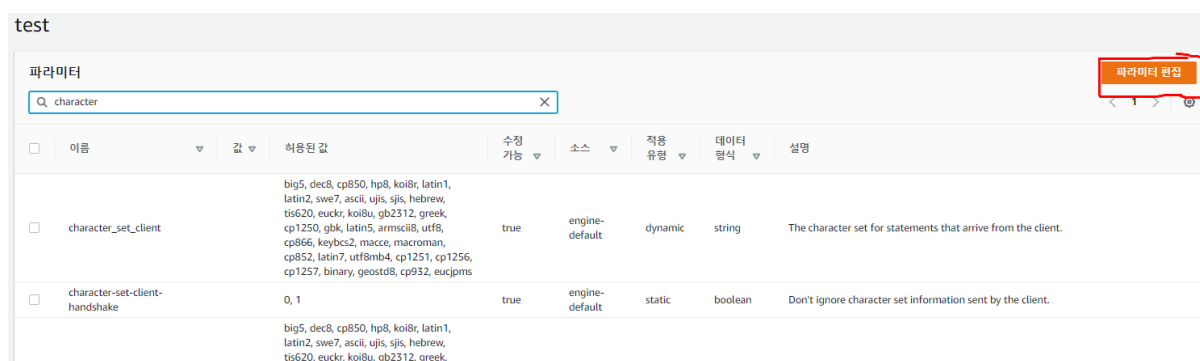 test
파라미터
파라미터 편집
character
1
이름
값
허용된 값
수정
가능
소스
적용
유형
데이터
형식
설명
character_set_client
big5, dec8, cp850, hp8, koi8r, latin1,
latin2, swe7, ascii, ujis, sjis, hebrew,
tis620, euckr, koi8u, gb2312, greek,
cp1250, gbk, latin5, armscii8, utf8,
cp866, keybcs2, macce, macroman,
cp852, latin7, utf8mb4, cp1251, cp1256,
cp1257, binary, geostd8, cp932, eucjpms
true
engine-
default
dynamic
string
The character set for statements that arrive from the client.
character-set-client-
handshake
0, 1
true
engine-
default
static
boolean
Don't ignore character set information sent by the client.
big5, dec8, cp850, hp8, koi8r, latin1,
latin2, swe7, ascii, ujis, sjis, hebrew,
tis620, euckr, koi8u, gb2312, greek,